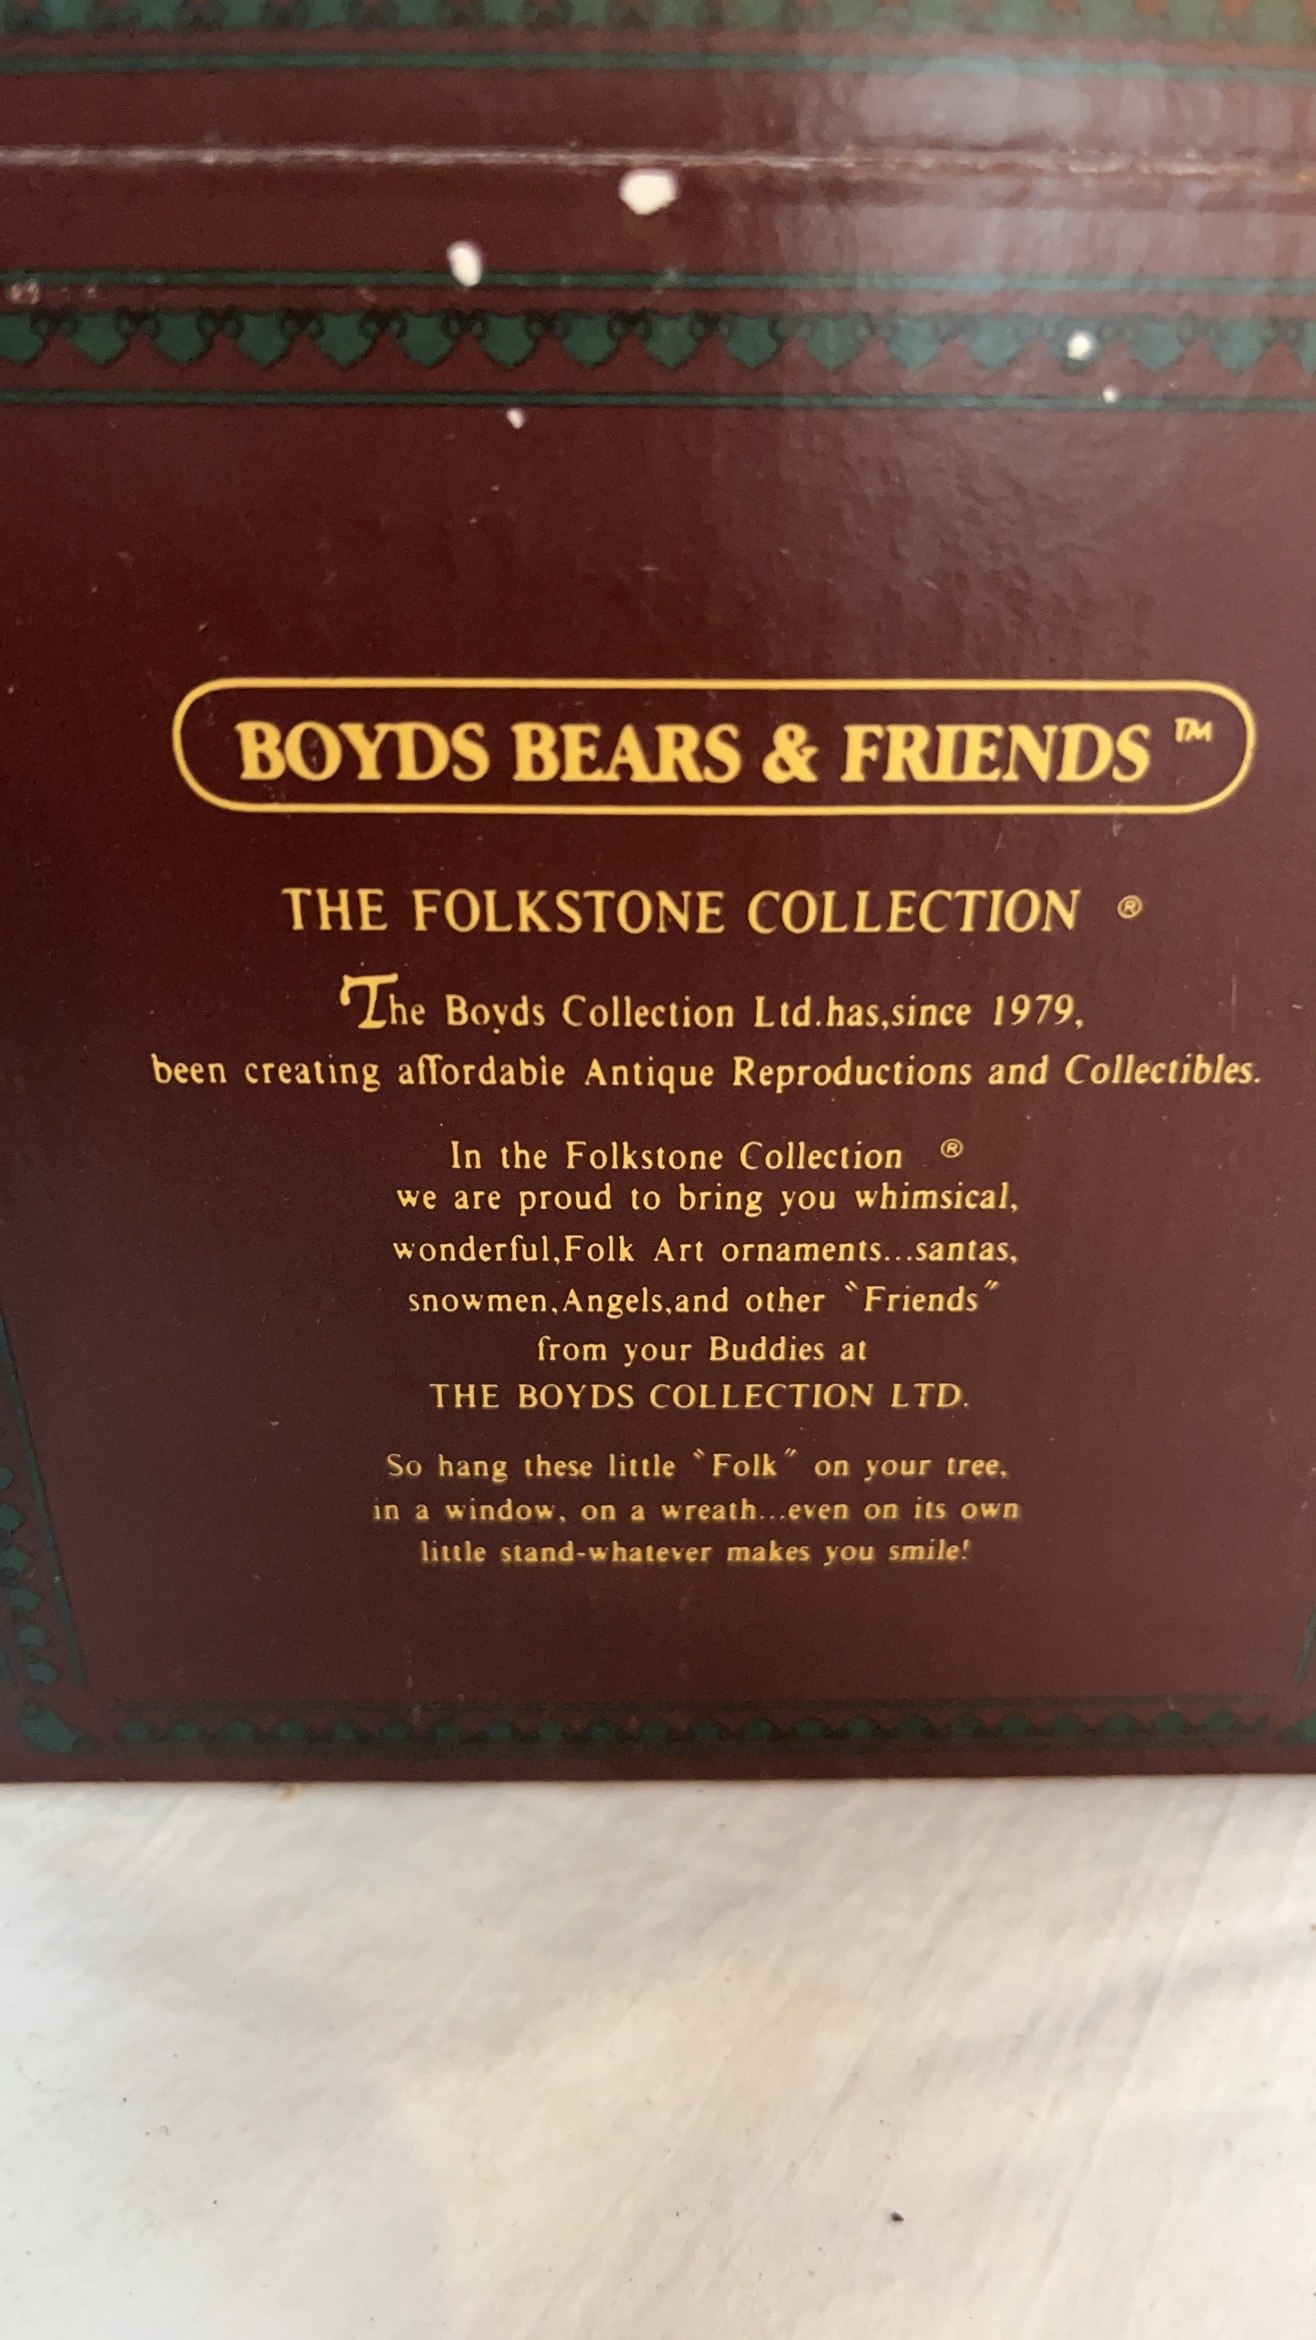 BOYDS BEARS & FRIENDS ™
THE FOLKSTONE COLLECTION ®
The Boyds Collection Ltd.has,since 1979,
been creating affordable Antique Reproductions and Collectibles.
In the Folkstone Collection ®
we are proud to bring you whimsical,
wonderful,Folk Art ornaments...santas,
snowmen,Angels,and other "Friends"
from your Buddies at
THE BOYDS COLLECTION LTD.
So hang these little "Folk" on your tree,
in a window, on a wreath...even on its own
little stand-whatever makes you smile!